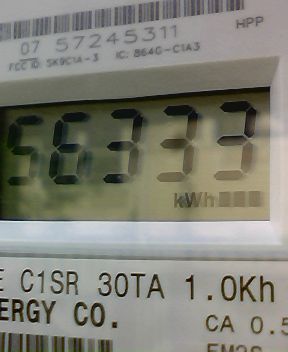 HPP
07 57245311
FCC ID: SK9C1A-3 IC: 864G-C1A3
56333
kWh
E C1SR 30TA 1.0Kh
NERGY CO.
CA 0.5